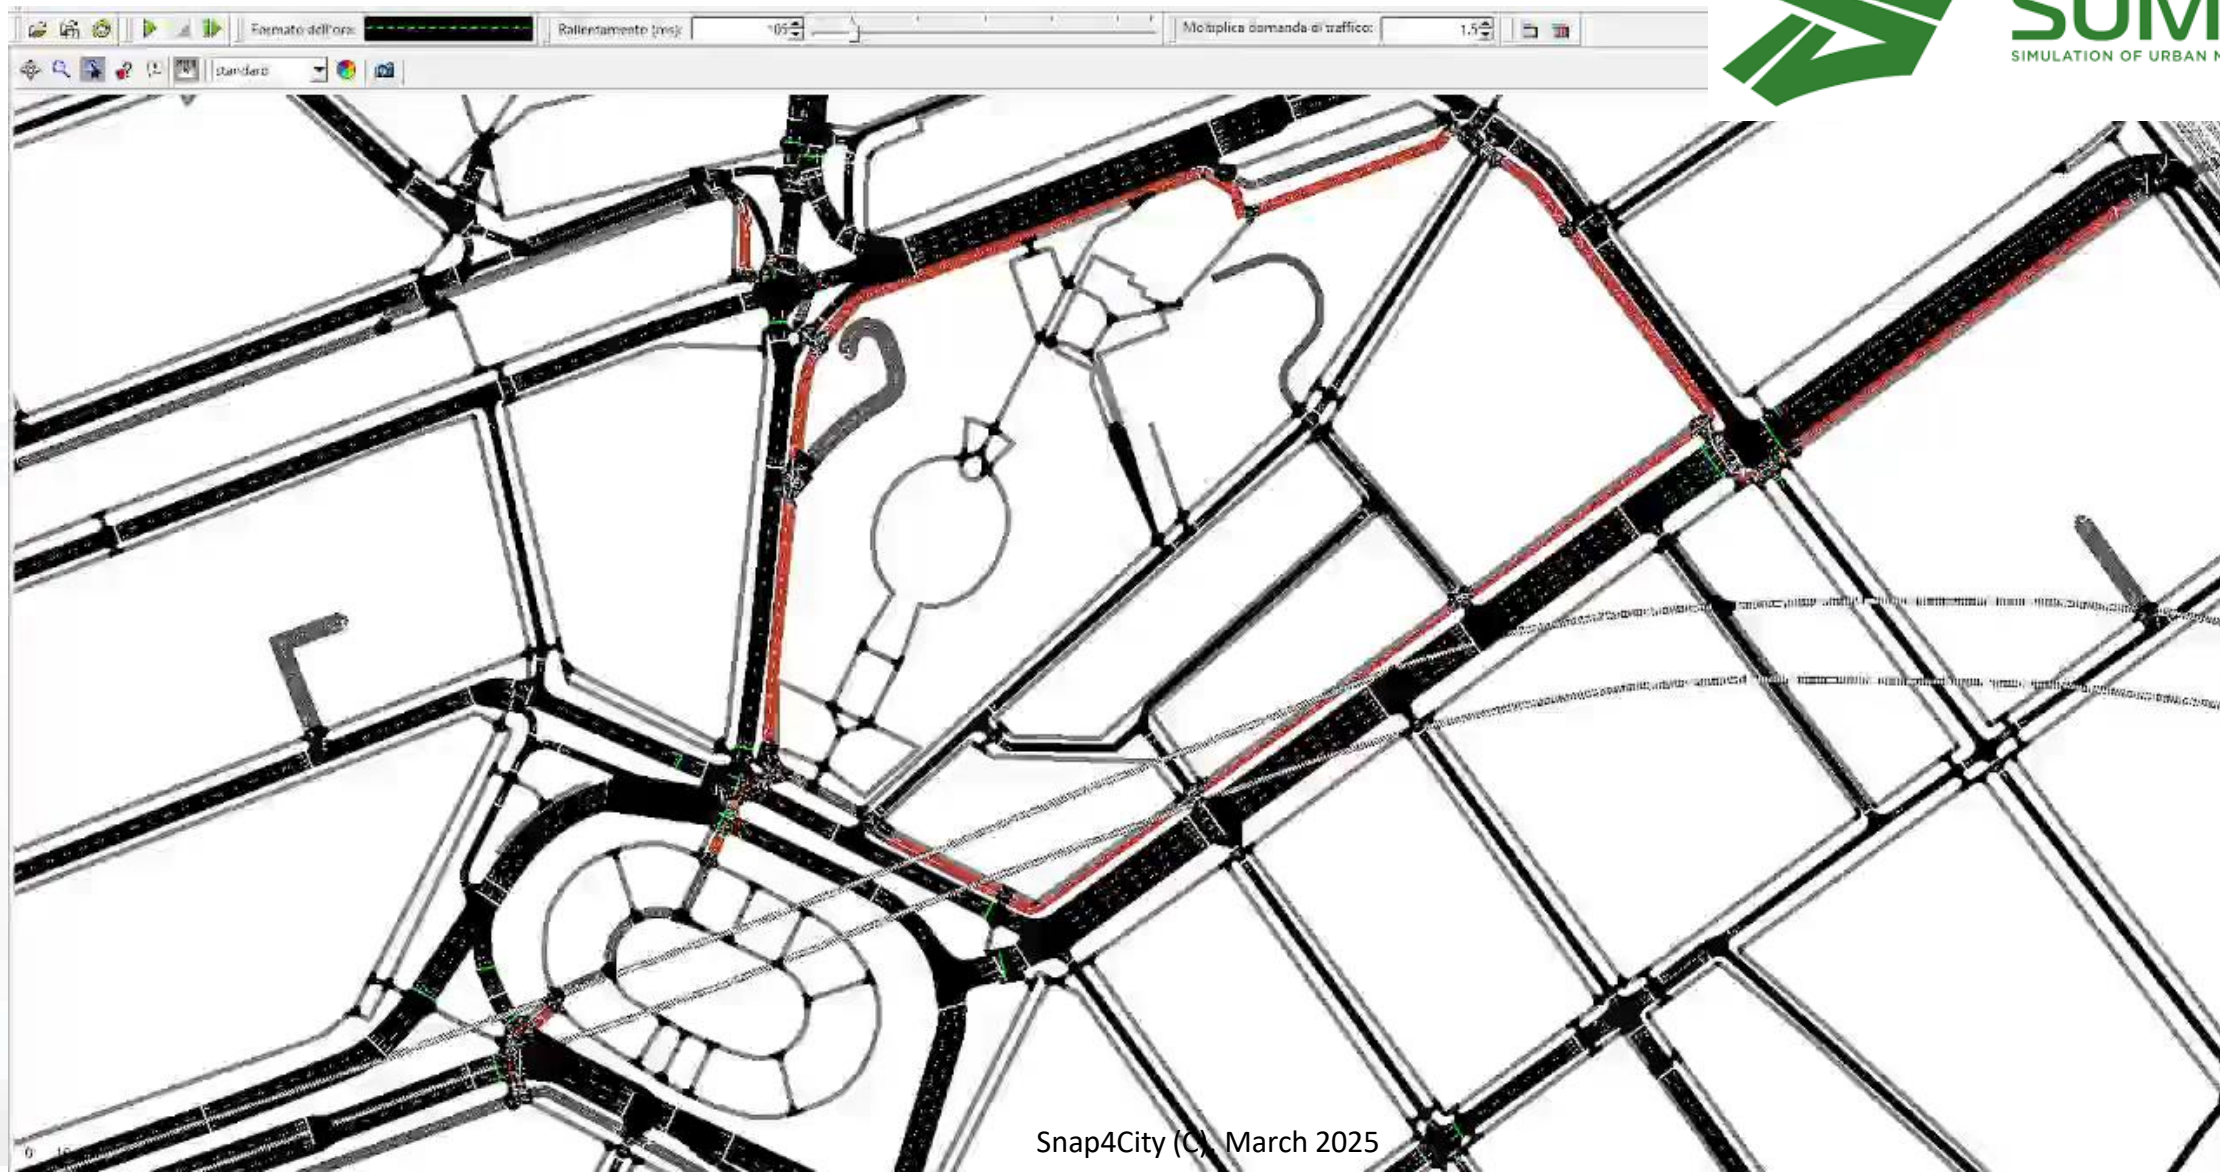 SUM
SIMULATION OF URBAN M
Formato dell'ora:
Rallentamento (ms):
Moltiplica domanda di traffico: 1.5
standard
Snap4City (C), March 2025